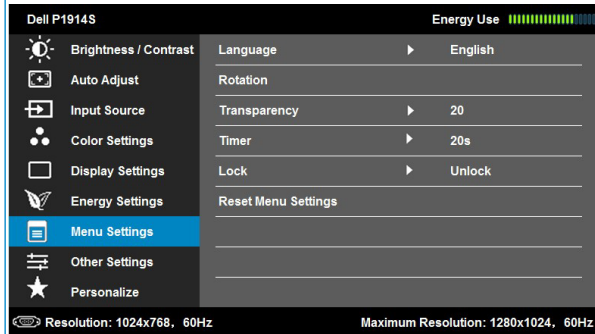 Dell P1914S Energy Use
Brightness / Contrast Language English
Auto Adjust Rotation
Input Source Transparency 20
Color Settings Timer 20s
Display Settings Lock Unlock
Energy Settings Reset Menu Settings
Menu Settings
Other Settings
Personalize
Resolution: 1024x768, 60Hz Maximum Resolution: 1280x1024, 60Hz